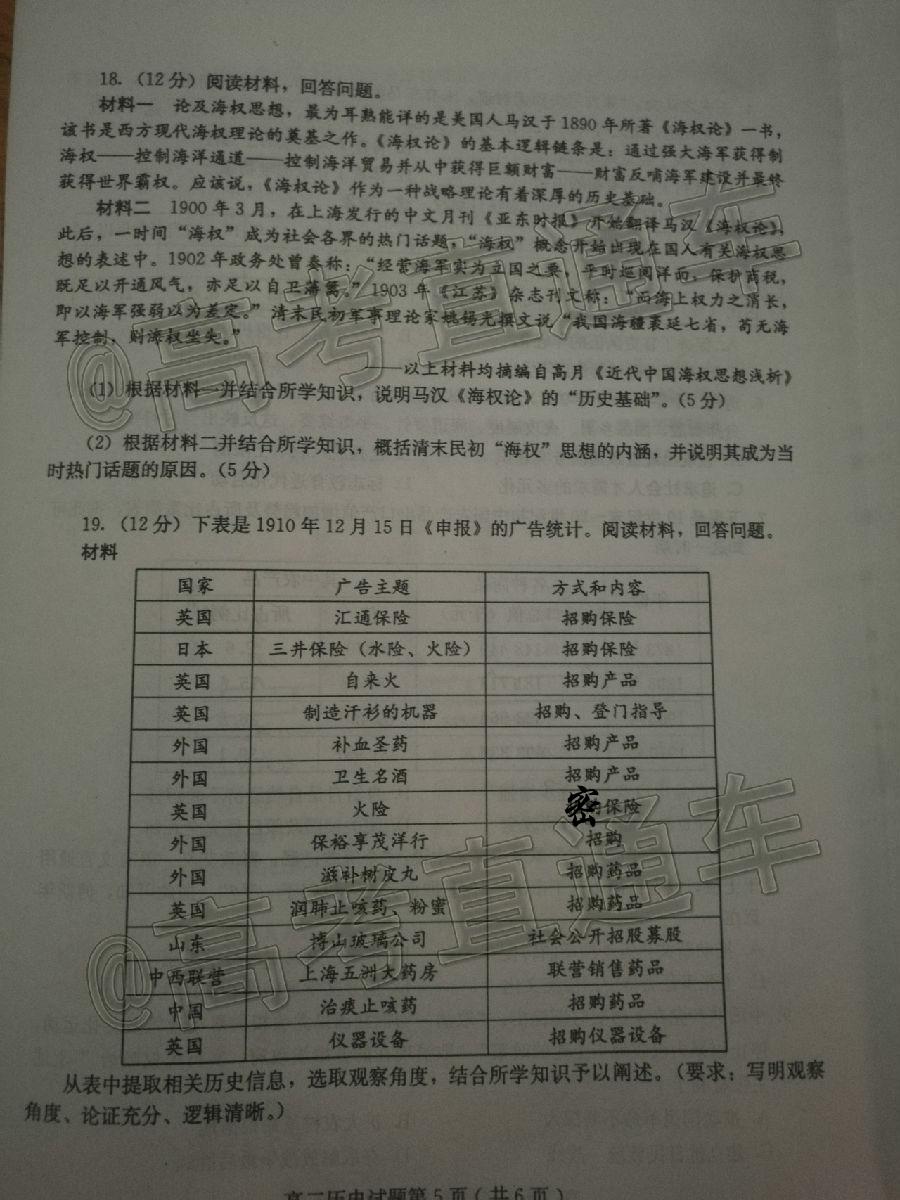 18. （12分）阅读材料，回答问题。
材料一 论及海权思想，最为耳熟能详的是美国人马汉于1890年所著《海权论》一书，
该书是西方现代海权理论的奠基之作。《海权论》的基本逻辑链条是：通过强大海军获得制
海权——控制海洋通道——控制海洋贸易并从中获得巨额财富——财富反哺海军建设并最终
获得世界霸权。应该说，《海权论》作为一种战略理论有着深厚的历史基础。
材料二 1900年3月，在上海发行的中文月刊《亚东时报》开始翻译马汉《海权论》，
此后，一时间“海权”成为社会各界的热门话题，“海权”概念开始出现在国人有关海权思
想的表述中。1902年政务处曾奏称：“经营海军实为立国之要，平时巡阅洋面，保护商税，
既足以开通风气，亦足以自卫藩篱。”1903年《江苏》杂志刊文称：“西海上权力之消长，
即以海军强弱以为差定。”清末民初军事理论家姚锡光撰文说“我国海疆袤延七省，苟无海
军控制，则海权坐失。”
——以上材料均摘编自高月《近代中国海权思想浅析》
（1）根据材料一并结合所学知识，说明马汉《海权论》的“历史基础”。（5分）
（2）根据材料二并结合所学知识，概括清末民初“海权”思想的内涵，并说明其成为当
时热门话题的原因。（5分）
19. （12分）下表是1910年12月15日《申报》的广告统计。阅读材料，回答问题。
材料
国家 广告主题 方式和内容
英国 汇通保险 招购保险
日本 三井保险（水险、火险） 招购保险
英国 自来火 招购产品
英国 制造汗衫的机器 招购、登门指导
外国 补血圣药 招购产品
外国 卫生名酒 招购产品
英国 火险 密购保险
外国 保裕享茂洋行 招购
外国 滋补树皮丸 招购药品
英国 润肺止咳药、粉蜜 招购药品
山东 博山玻璃公司 社会公开招股募股
中西联营 上海五洲大药房 联营销售药品
中国 治痰止咳药 招购药品
英国 仪器设备 招购仪器设备
从表中提取相关历史信息，选取观察角度，结合所学知识予以阐述。（要求：写明观察
角度、论证充分、逻辑清晰。）
高二历史试题第5页（共6页）
@高考直通车
@高考直通车